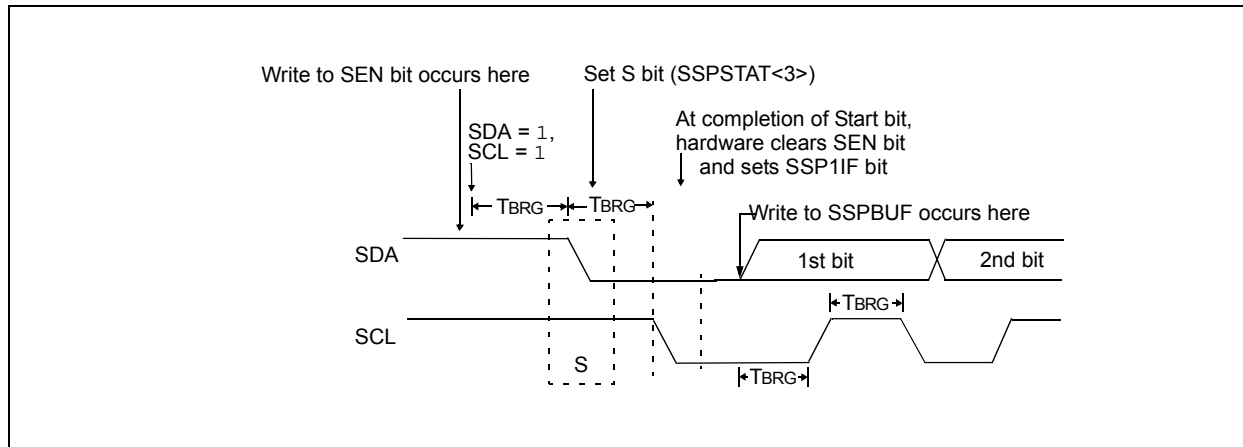 Write to SEN bit occurs here
Set S bit (SSPSTAT<3>)
SDA = 1,
SCL = 1
At completion of Start bit,
hardware clears SEN bit
and sets SSP1IF bit
TBRG
TBRG
Write to SSPBUF occurs here
SDA
1st bit
2nd bit
TBRG
SCL
S
TBRG